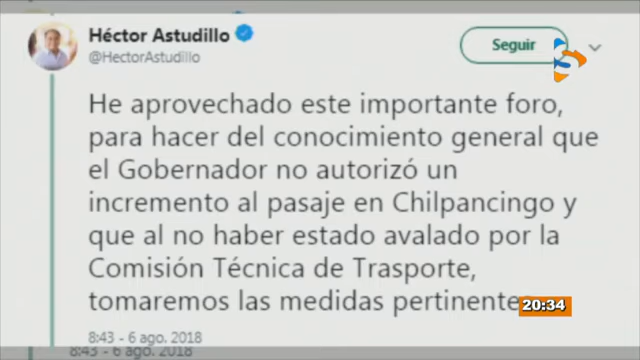 Héctor Astudillo
@HectorAstudillo
Seguir
He aprovechado este importante foro,
para hacer del conocimiento general que
el Gobernador no autorizó un
incremento al pasaje en Chilpancingo y
que al no haber estado avalado por la
Comisión Técnica de Trasporte,
tomaremos las medidas pertinente
20:34
8:43 - 6 ago. 2018
8:43 - 6 ago. 2018